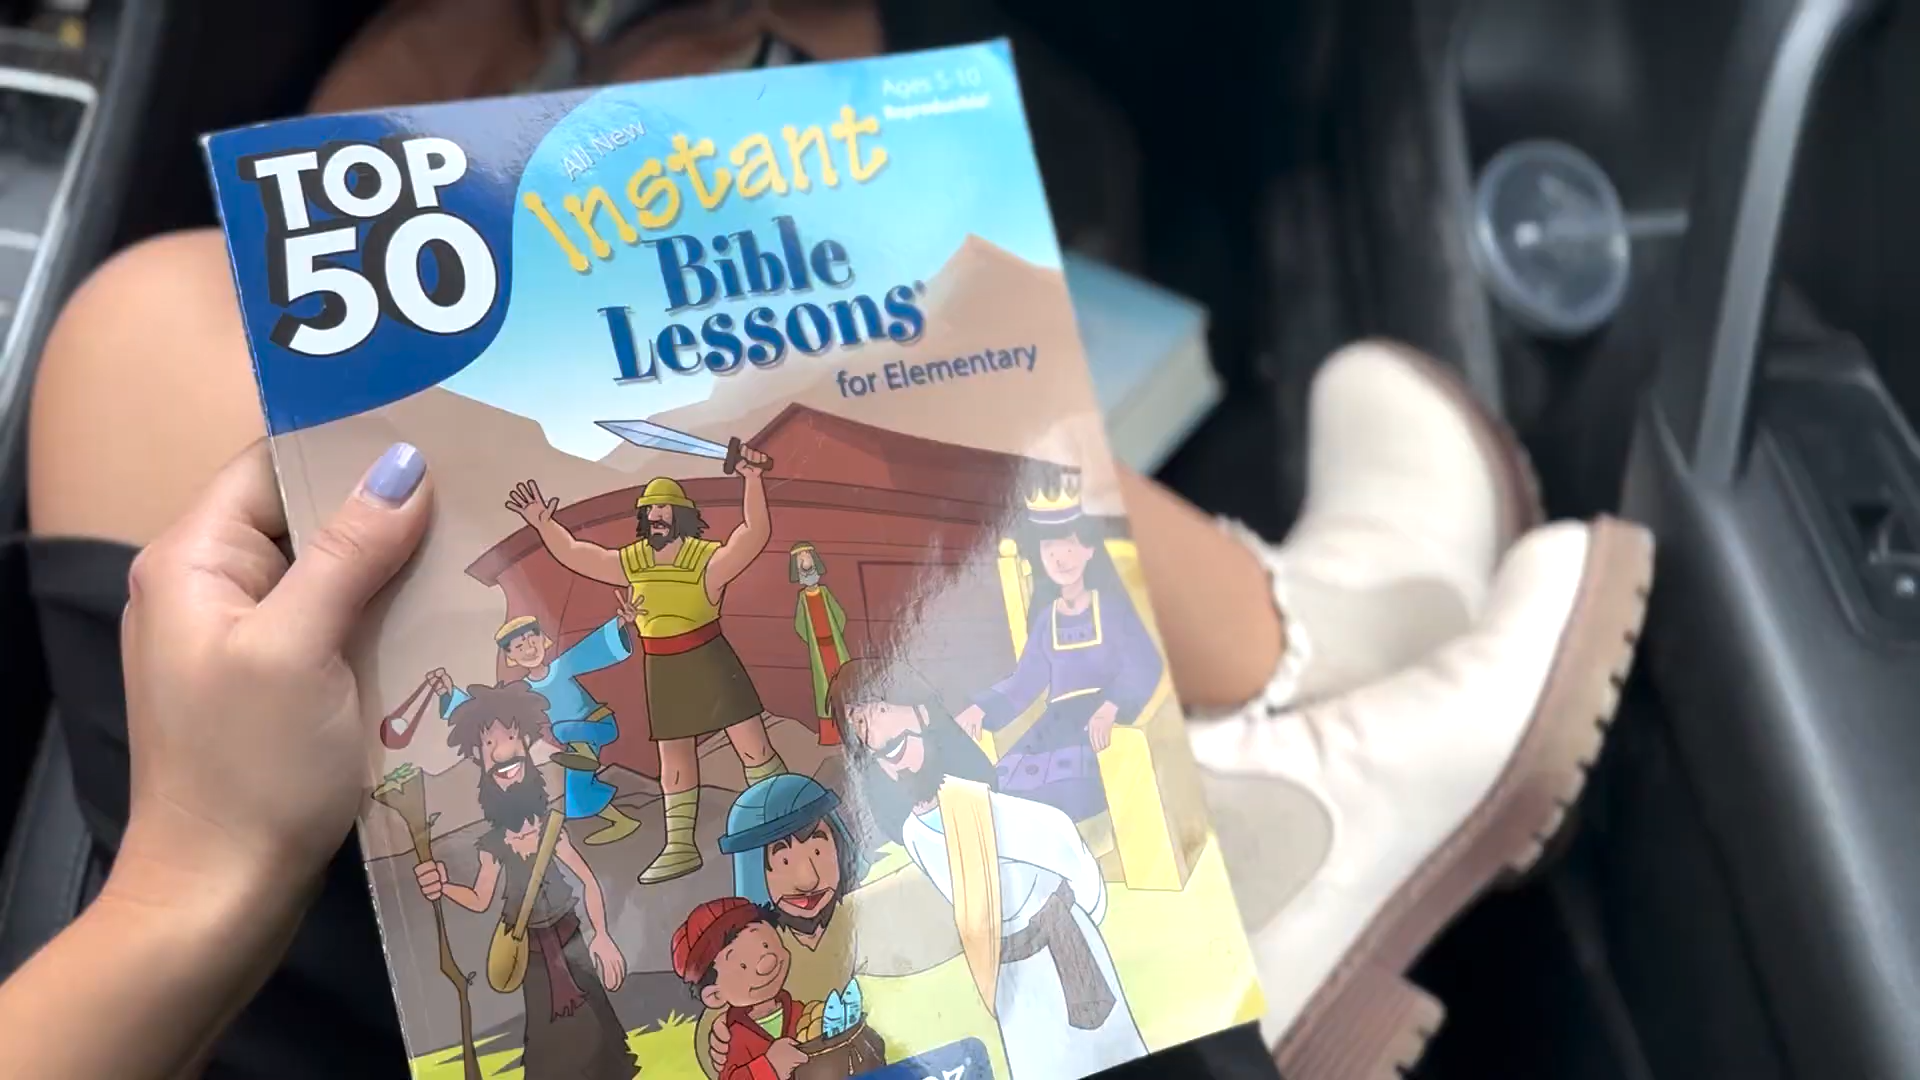 TOP
50
All New
Instant
Bible
Lessons®
for Elementary
Ages 5-10
Reproducible!